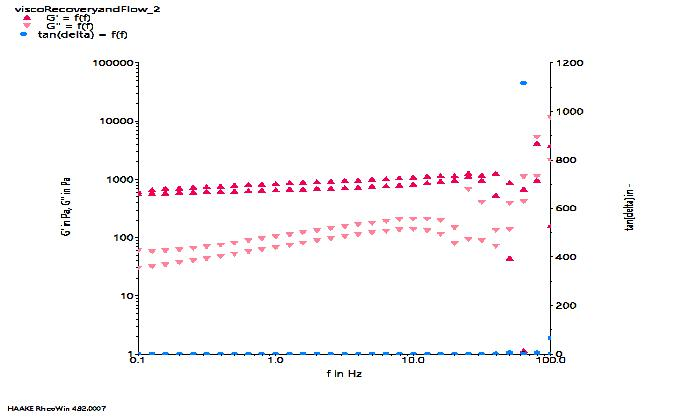 viscoRecoveryandFlow_2
G' = f(f)
G'' = f(f)
tan(delta) = f(f)
100000
10000
1000
100
10
1
G' in Pa, G'' in Pa
1200
1000
800
600
400
200
0
tan(delta) in -
0.1
1.0
10.0
100.0
f in Hz
HAAKE RheoWin 4.82.0007